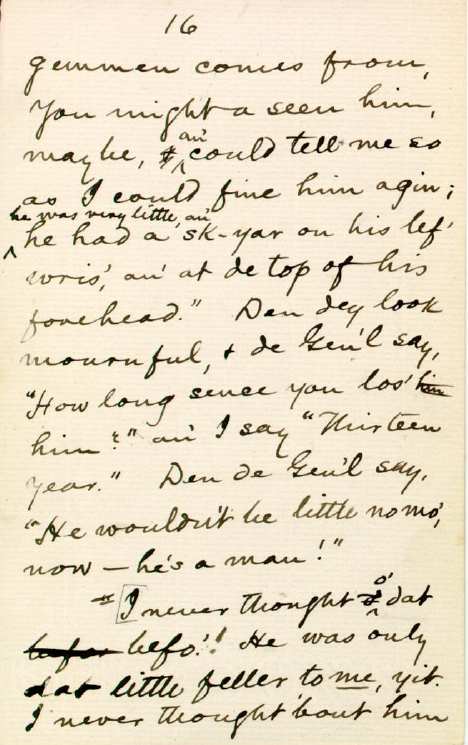 16
gemmen comes from,
you might a seen him,
maybe, an' could tell me so
as I could fine him agin;
he was very little, an'
he had a sk-yar on his lef'
wris', an' at de top of his
forehead." Den dey look
mournful, & de Gen'l say,
"How long sence you los' him
him?" an' I say "Thirteen
year." Den de Gen'l say,
"He wouldn't be little no mo',
now — he's a man!"
I never thought o' dat
befo'! He was only
dat little feller to me, yit.
I never thought 'bout him